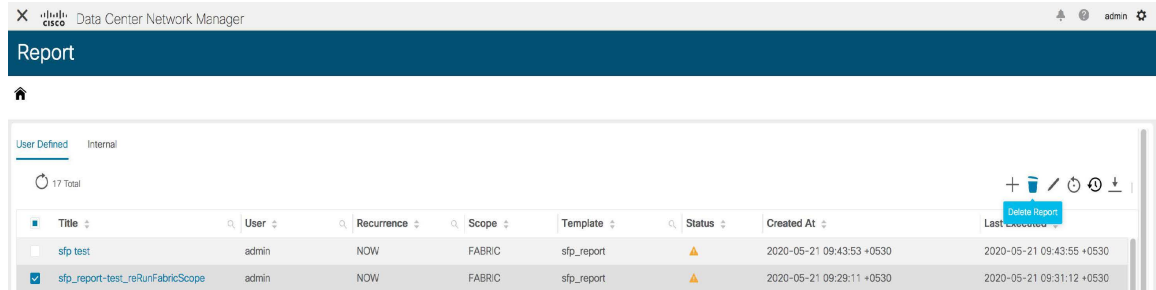 cisco Data Center Network Manager admin
Report
User Defined Internal
17 Total
Delete Report
Title User Recurrence Scope Template Status Created At Last Executed
sfp test admin NOW FABRIC sfp_report 2020-05-21 09:43:53 +0530 2020-05-21 09:43:55 +0530
sfp_report-test_reRunFabricScope admin NOW FABRIC sfp_report 2020-05-21 09:29:11 +0530 2020-05-21 09:31:12 +0530